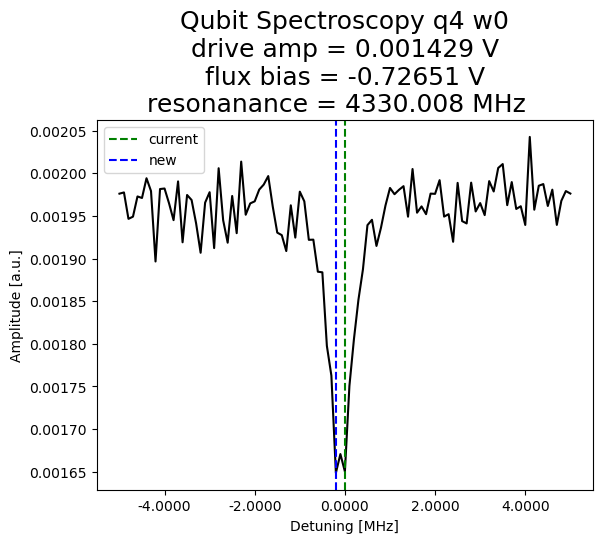 Qubit Spectroscopy q4 w0
drive amp = 0.001429 V
flux bias = -0.72651 V
resonanance = 4330.008 MHz
current
new
0.00205
0.00200
0.00195
0.00190
0.00185
0.00180
0.00175
0.00170
0.00165
Amplitude [a.u.]
-4.0000
-2.0000
0.0000
2.0000
4.0000
Detuning [MHz]